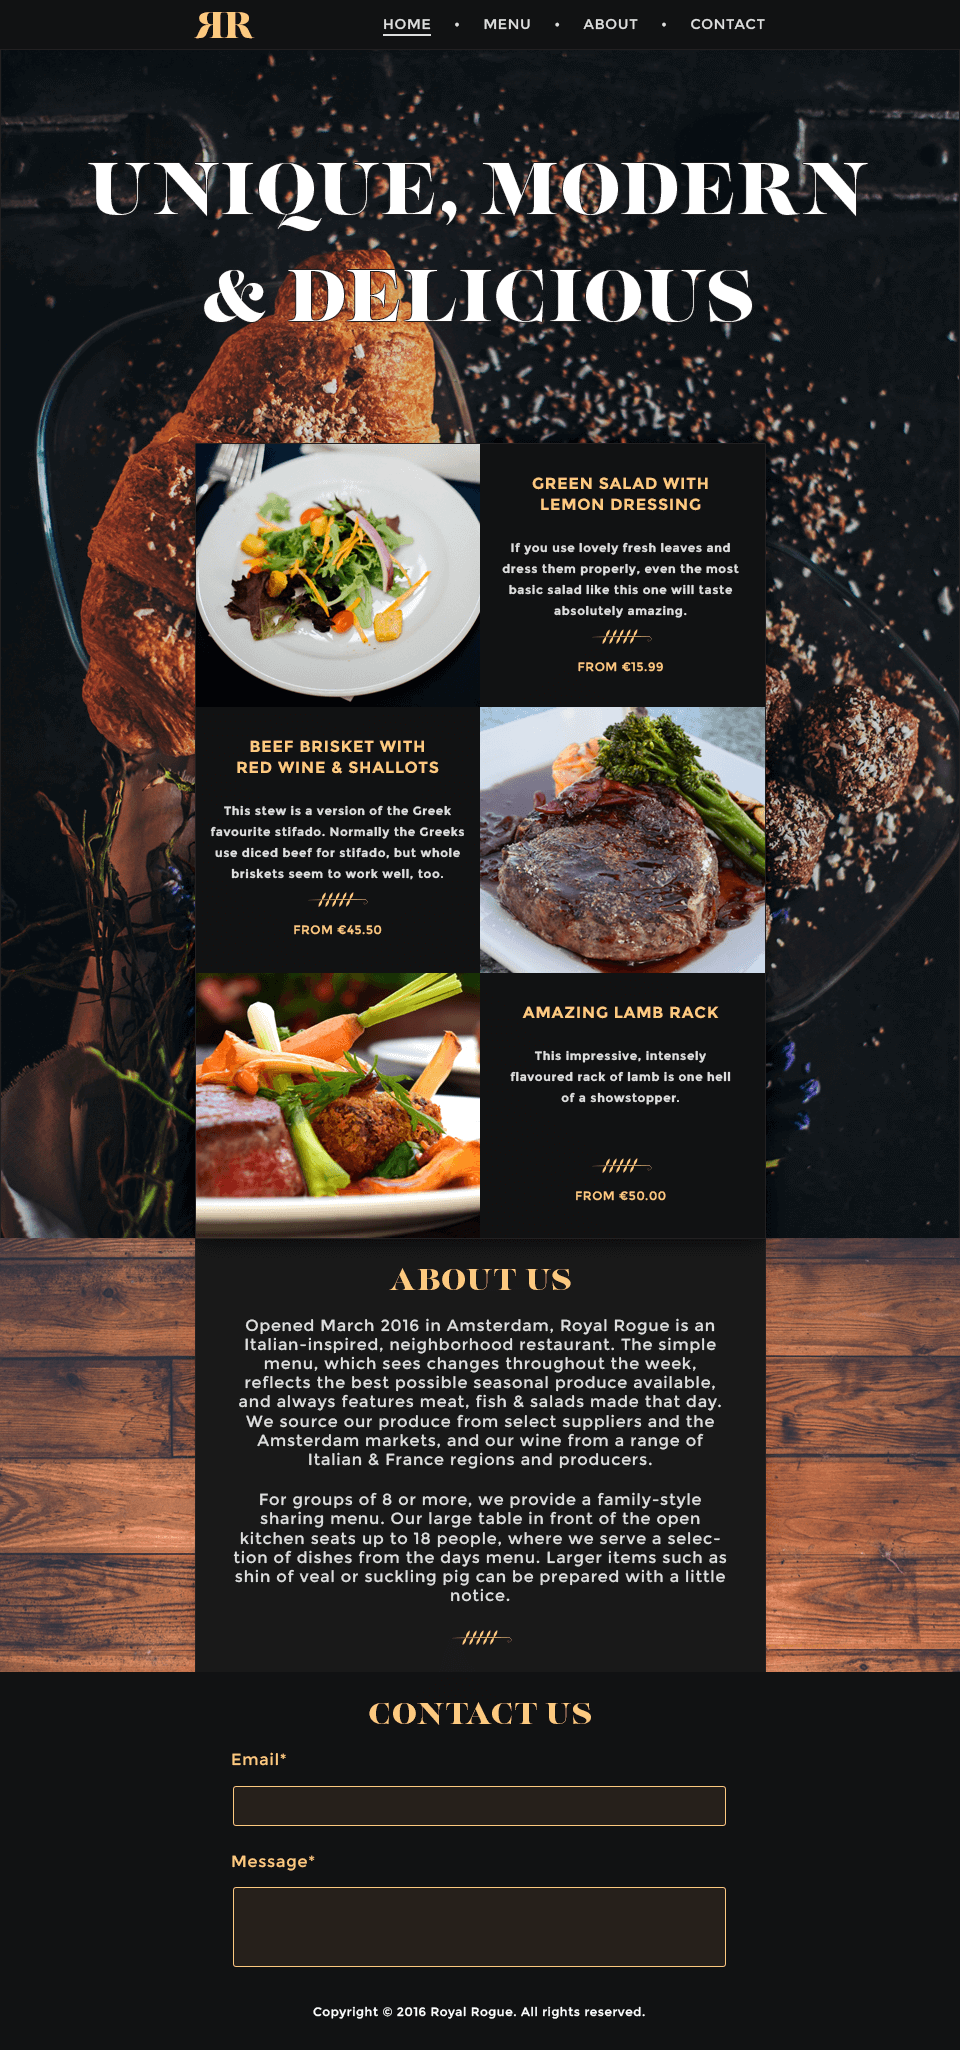 RR
HOME • MENU • ABOUT • CONTACT
UNIQUE, MODERN
& DELICIOUS
GREEN SALAD WITH
LEMON DRESSING
If you use lovely fresh leaves and
dress them properly, even the most
basic salad like this one will taste
absolutely amazing.
FROM €15.99
BEEF BRISKET WITH
RED WINE & SHALLOTS
This stew is a version of the Greek
favourite stifado. Normally the Greeks
use diced beef for stifado, but whole
briskets seem to work well, too.
FROM €45.50
AMAZING LAMB RACK
This impressive, intensely
flavoured rack of lamb is one hell
of a showstopper.
FROM €50.00
ABOUT US
Opened March 2016 in Amsterdam, Royal Rogue is an
Italian-inspired, neighborhood restaurant. The simple
menu, which sees changes throughout the week,
reflects the best possible seasonal produce available,
and always features meat, fish & salads made that day.
We source our produce from select suppliers and the
Amsterdam markets, and our wine from a range of
Italian & France regions and producers.
For groups of 8 or more, we provide a family-style
sharing menu. Our large table in front of the open
kitchen seats up to 18 people, where we serve a selec-
tion of dishes from the days menu. Larger items such as
shin of veal or suckling pig can be prepared with a little
notice.
CONTACT US
Email*
Message*
Copyright © 2016 Royal Rogue. All rights reserved.